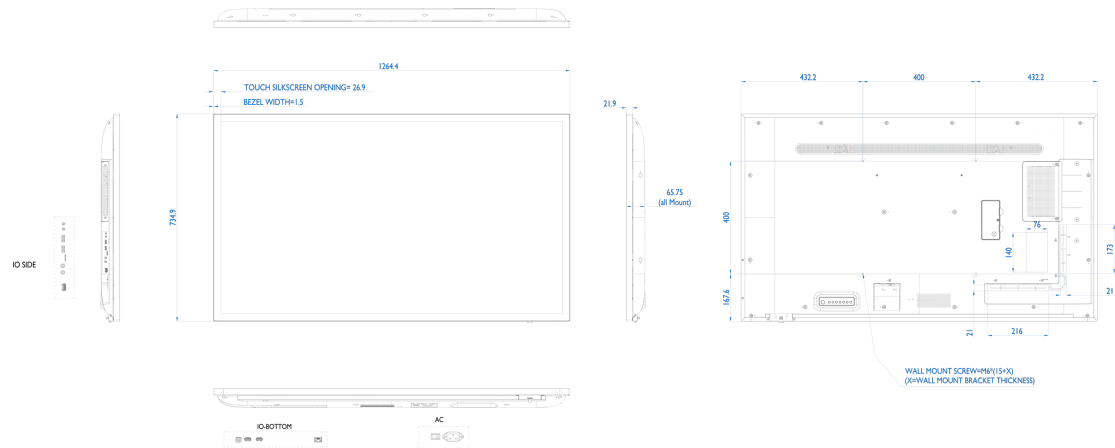 1264.4
TOUCH SILKSCREEN OPENING= 26.9
BEZEL WIDTH=1.5
734.9
IO SIDE
21.9
65.75
(all Mount)
432.2
400
432.2
400
167.6
76
140
173
21
21
216
WALL MOUNT SCREW=M6*(15+X)
(X=WALL MOUNT BRACKET THICKNESS)
IO-BOTTOM
AC